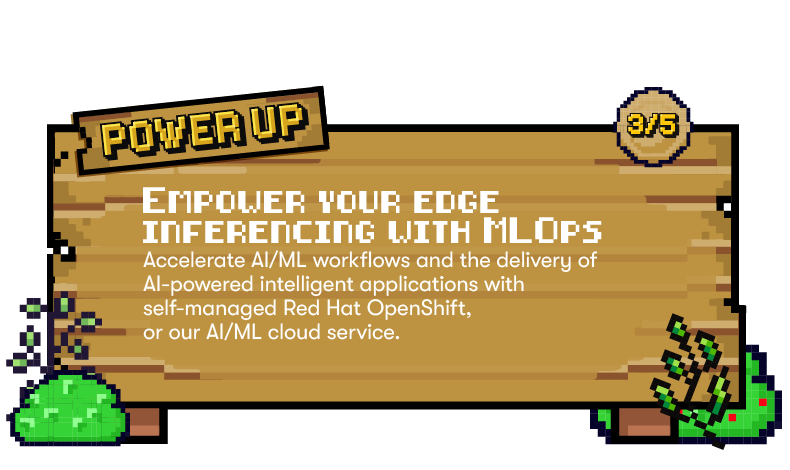 POWER UP
3/5
Empower your edge
inferencing with MLOps
Accelerate AI/ML workflows and the delivery of
AI-powered intelligent applications with
self-managed Red Hat OpenShift,
or our AI/ML cloud service.